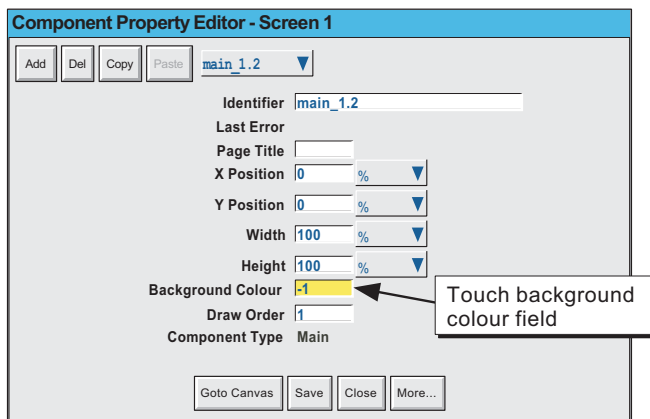 Component Property Editor - Screen 1
Add Del Copy Paste main_1.2
Identifier main_1.2
Last Error
Page Title
X Position 0 %
Y Position 0 %
Width 100 %
Height 100 %
Background Colour -1
Touch background
colour field
Draw Order 1
Component Type Main
Goto Canvas Save Close More...